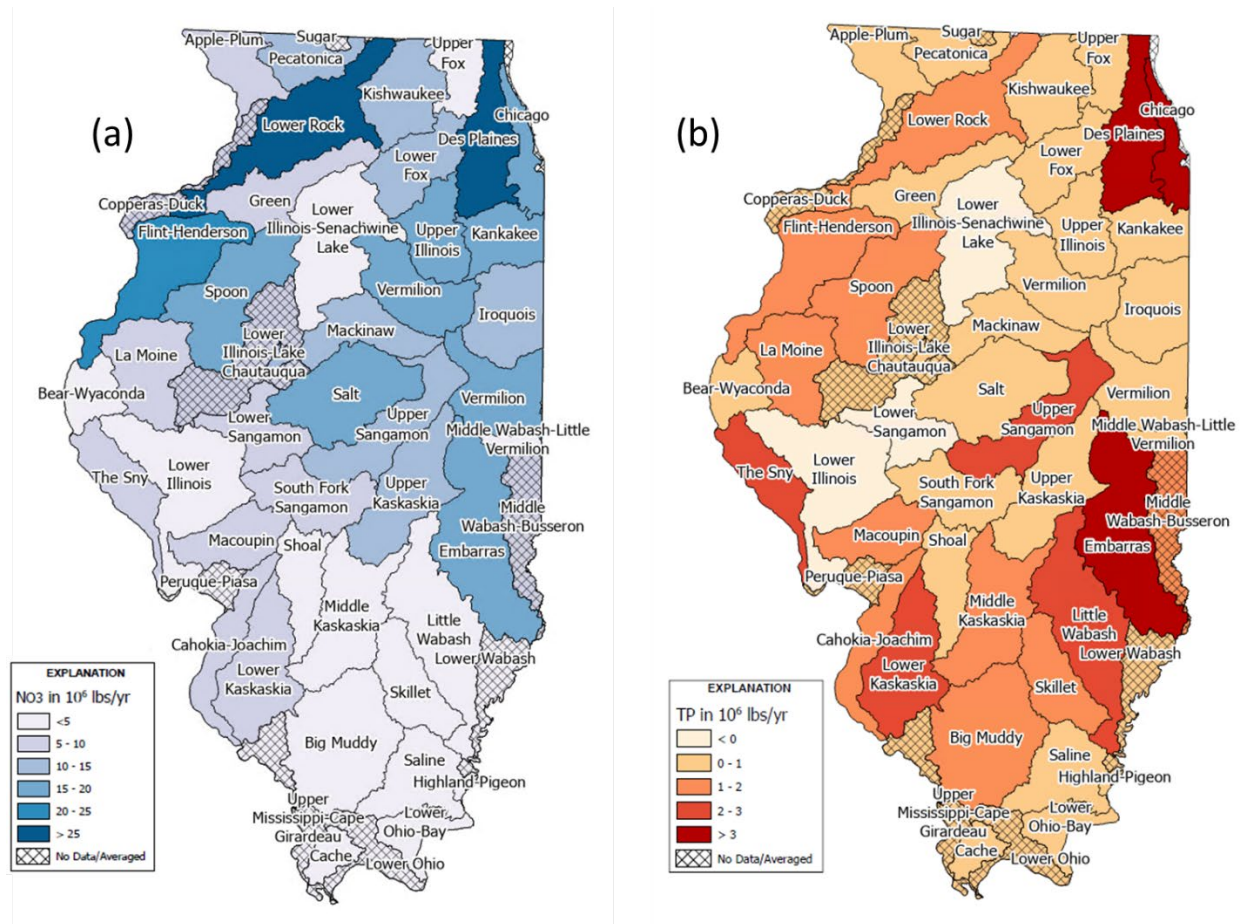 (a)
Apple-Plum
Sugar
Pecatonica
Upper
Fox
Kishwaukee
Chicago
Lower Rock
Des Plaines
Lower
Fox
Copperas-Duck
Green
Lower
Illinois-Senachwine
Lake
Flint-Henderson
Upper
Illinois
Kankakee
Spoon
Vermilion
Iroquois
Mackinaw
La Moine
Lower
Illinois-Lake
Chautauqua
Bear-Wyaconda
Salt
Vermilion
Lower
Sangamon
Upper
Sangamon
Middle Wabash-Little
Vermilion
The Sny
Lower
Illinois
South Fork
Sangamon
Upper
Kaskaskia
Middle
Wabash-Busseron
Macoupin
Shoal
Embarras
Peruque-Piasa
Middle
Kaskaskia
Little
Wabash
Cahokia-Joachim
Lower Wabash
Lower
Kaskaskia
Skillet
Big Muddy
Saline
Highland-Pigeon
Upper
Mississippi-Cape
Girardeau
Lower
Ohio-Bay
Cache
Lower Ohio
EXPLANATION
NO3 in 10⁶ lbs/yr
<5
5 - 10
10 - 15
15 - 20
20 - 25
> 25
No Data/Averaged
(b)
Apple-Plum
Sugar
Pecatonica
Upper
Fox
Kishwaukee
Chicago
Lower Rock
Des Plaines
Lower
Fox
Copperas-Duck
Green
Lower
Illinois-Senachwine
Lake
Flint-Henderson
Upper
Illinois
Kankakee
Spoon
Vermilion
Iroquois
Mackinaw
La Moine
Lower
Illinois-Lake
Chautauqua
Bear-Wyaconda
Salt
Vermilion
Lower
Sangamon
Upper
Sangamon
Middle Wabash-Little
Vermilion
The Sny
Lower
Illinois
South Fork
Sangamon
Upper
Kaskaskia
Middle
Wabash-Busseron
Macoupin
Shoal
Embarras
Peruque-Piasa
Middle
Kaskaskia
Little
Wabash
Cahokia-Joachim
Lower Wabash
Lower
Kaskaskia
Skillet
Big Muddy
Saline
Highland-Pigeon
Upper
Mississippi-Cape
Girardeau
Lower
Ohio-Bay
Cache
Lower Ohio
EXPLANATION
TP in 10⁶ lbs/yr
< 0
0 - 1
1 - 2
2 - 3
> 3
No Data/Averaged